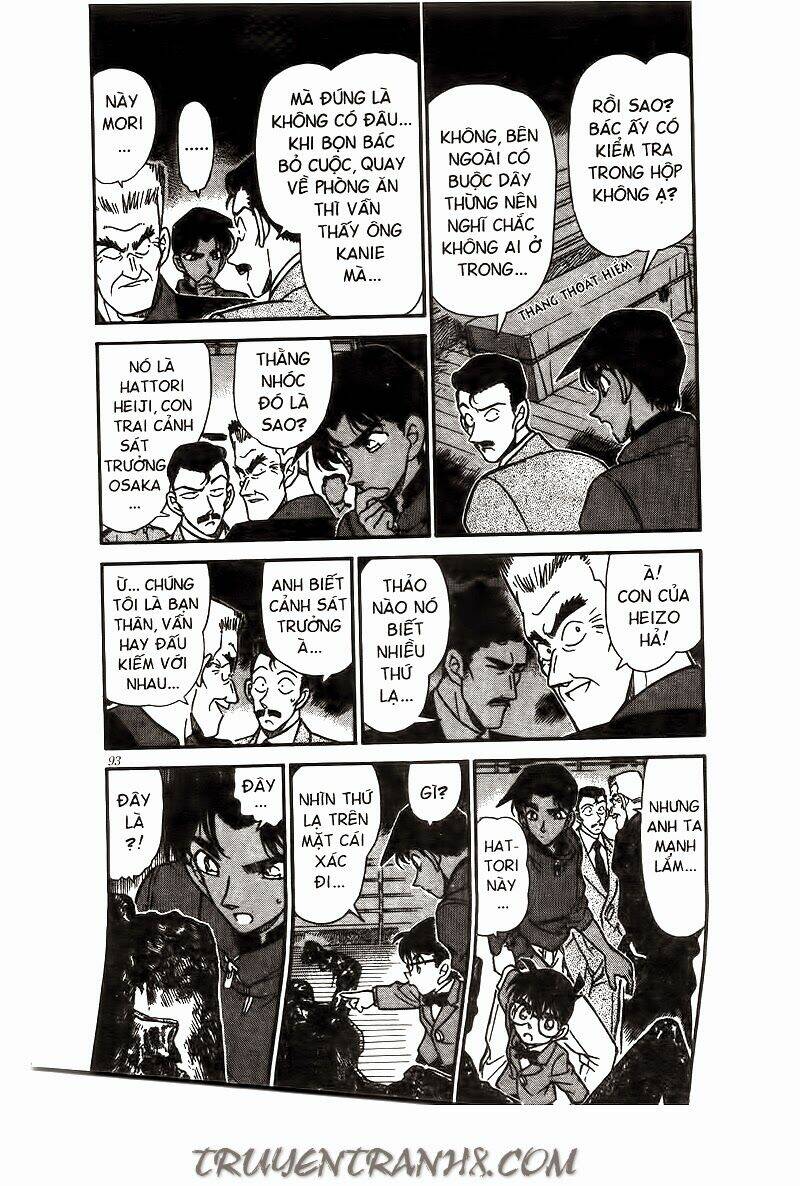 RỒI SAO?
BÁC ẤY CÓ
KIỂM TRA
TRONG HỘP
KHÔNG Ạ?
KHÔNG, BÊN
NGOÀI CÓ
BUỘC DÂY
THỪNG NÊN
NGHĨ CHẮC
KHÔNG AI Ở
TRONG...
THANG THOÁT HIỂM
MÀ ĐÚNG LÀ
KHÔNG CÓ ĐÂU...
KHI BỌN BÁC
BỎ CUỘC, QUAY
VỀ PHÒNG ĂN
THÌ VẨN
THẤY ÔNG
KANIE
MÀ...
......
NÀY
MORI
...
THẰNG
NHÓC
ĐÓ LÀ
SAO?
NÓ LÀ
HATTORI
HEIJI, CON
TRAI CẢNH
SÁT
TRƯỞNG
OSAKA...
À!
CON CỦA
HEIZO
HẢ!
THẢO
NÀO NÓ
BIẾT
NHIỀU
THỨ
LẠ...
ANH BIẾT
CẢNH SÁT
TRƯỞNG
À...
Ừ... CHÚNG
TÔI LÀ BẠN
THÂN, VẨN
HAY ĐẤU
KIẾM VỚI
NHAU...
NHƯNG
ANH TA
MẠNH
LẮM...
HAT-
TORI
NÀY
...
GÌ?
NHÌN THỨ
LẠ TRÊN
MẶT CÁI
XÁC
ĐI...
ĐÂY
...
ĐÂY
LÀ
?!
93
TRUYENTRANH8.COM